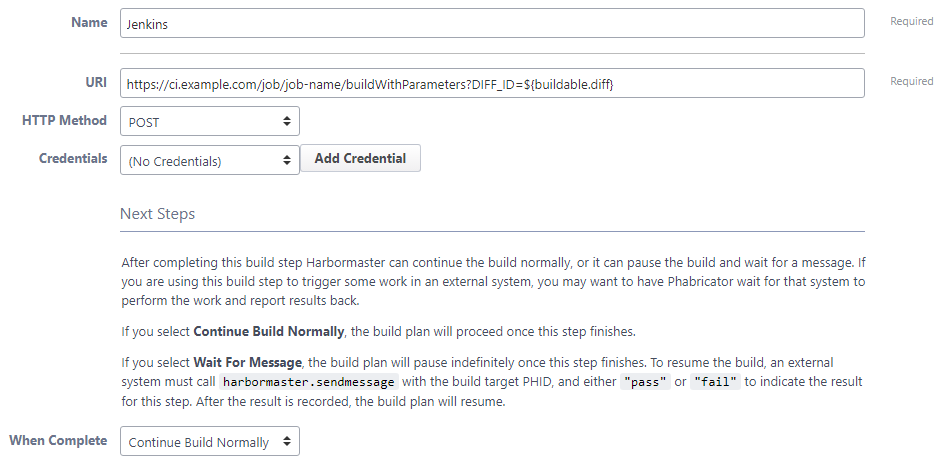 Name Jenkins Required
URI https://ci.example.com/job/job-name/buildWithParameters?DIFF_ID=${buildable.diff} Required
HTTP Method POST
Credentials (No Credentials) Add Credential
Next Steps
After completing this build step Harbormaster can continue the build normally, or it can pause the build and wait for a message. If
you are using this build step to trigger some work in an external system, you may want to have Phabricator wait for that system to
perform the work and report results back.
If you select Continue Build Normally, the build plan will proceed once this step finishes.
If you select Wait For Message, the build plan will pause indefinitely once this step finishes. To resume the build, an external
system must call harbormaster.sendmessage with the build target PHID, and either "pass" or "fail" to indicate the result
for this step. After the result is recorded, the build plan will resume.
When Complete Continue Build Normally